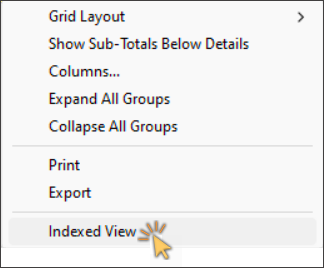 Grid Layout
Show Sub-Totals Below Details
Columns...
Expand All Groups
Collapse All Groups
Print
Export
Indexed View